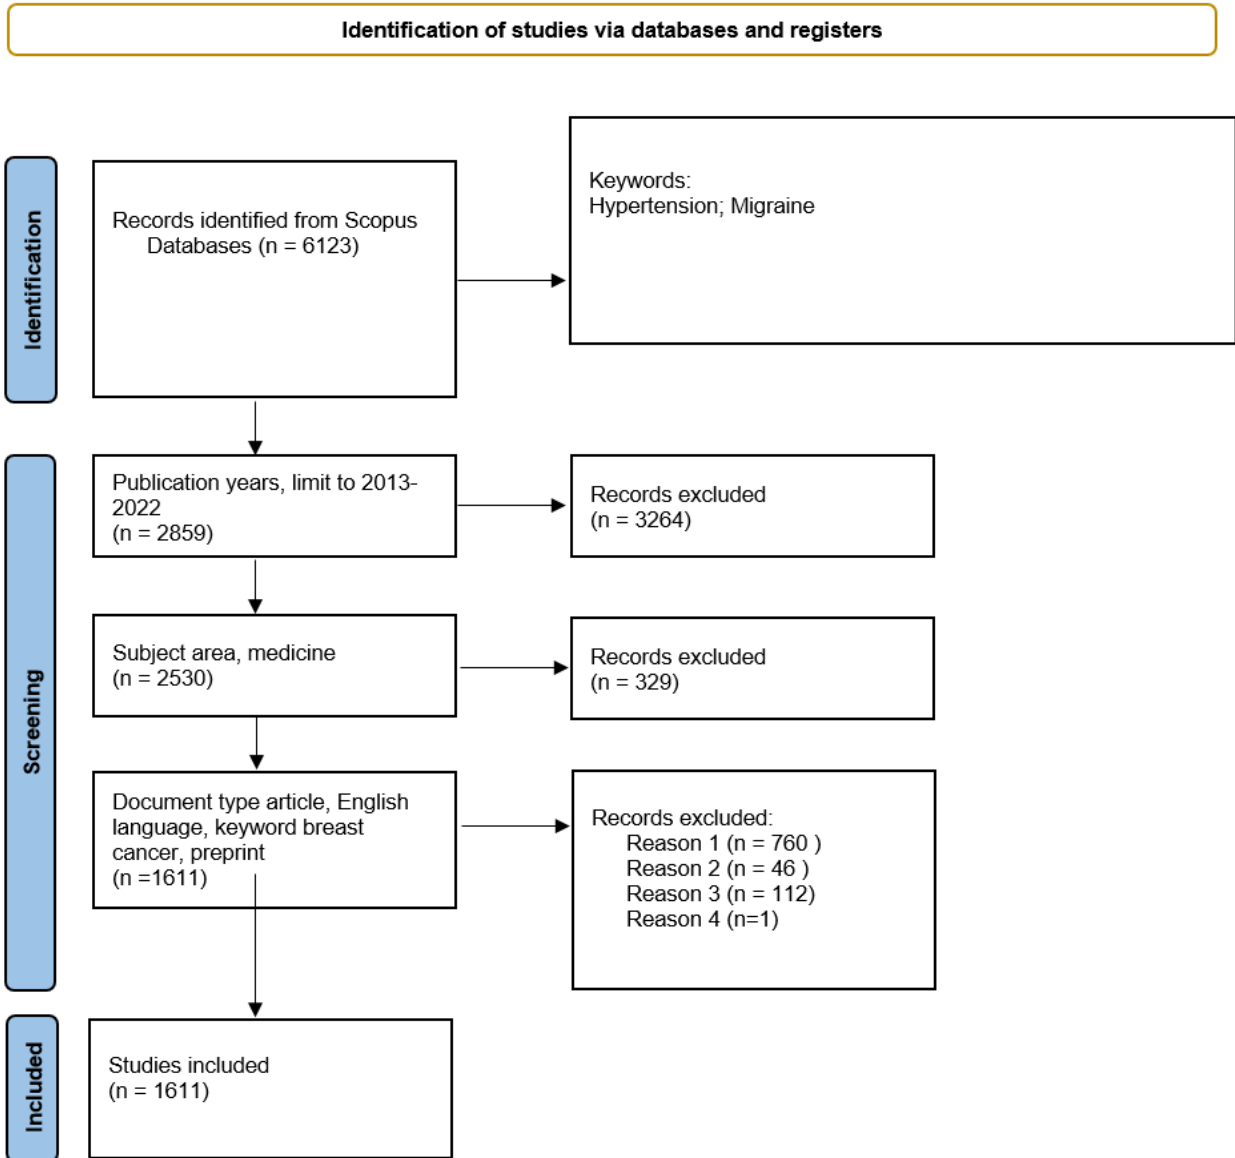 Identification of studies via databases and registers
Identification
Records identified from Scopus
Databases (n = 6123)
Keywords:
Hypertension; Migraine
Screening
Publication years, limit to 2013-
2022
(n = 2859)
Records excluded
(n = 3264)
Subject area, medicine
(n = 2530)
Records excluded
(n = 329)
Document type article, English
language, keyword breast
cancer, preprint
(n =1611)
Records excluded:
Reason 1 (n = 760 )
Reason 2 (n = 46 )
Reason 3 (n = 112)
Reason 4 (n=1)
Included
Studies included
(n = 1611)